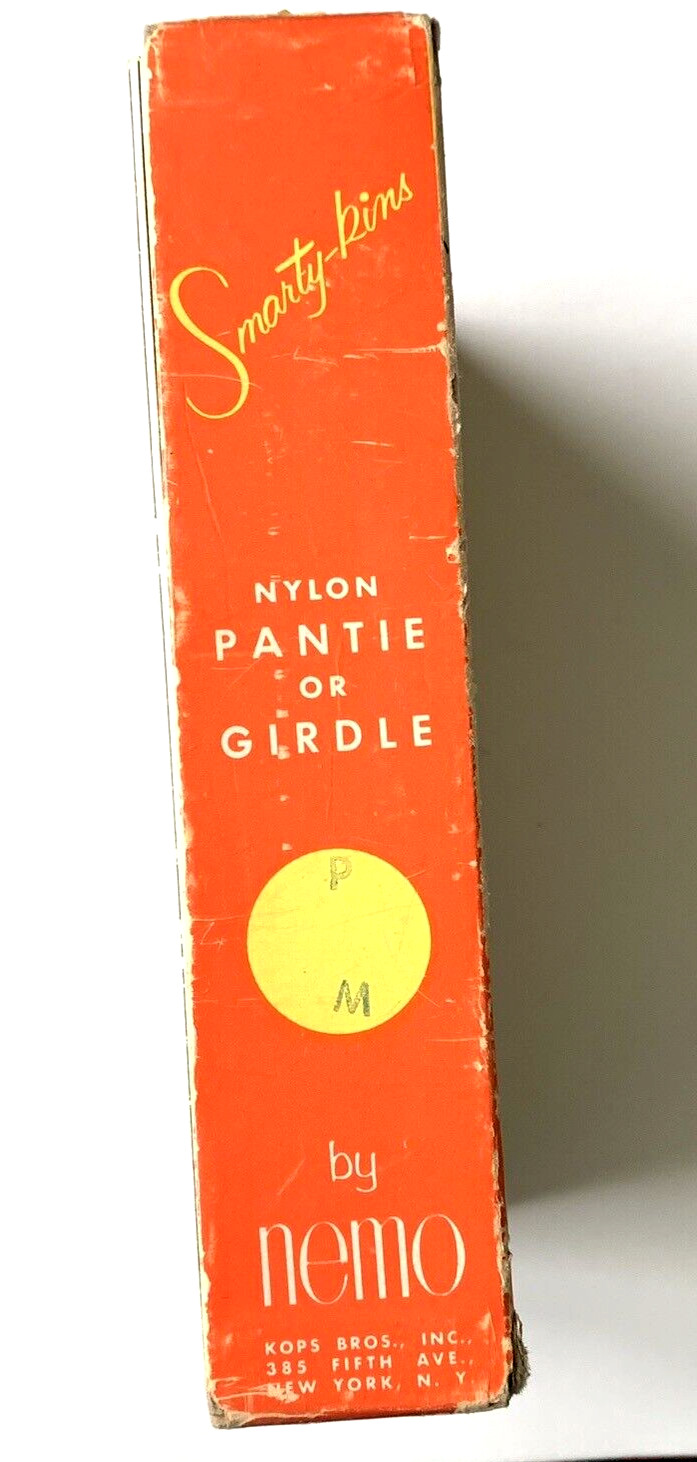 Smarty-kins
NYLON
PANTIE
OR
GIRDLE
P
M
by
nemo
KOPS BROS., INC.,
385 FIFTH AVE.,
NEW YORK, N. Y.